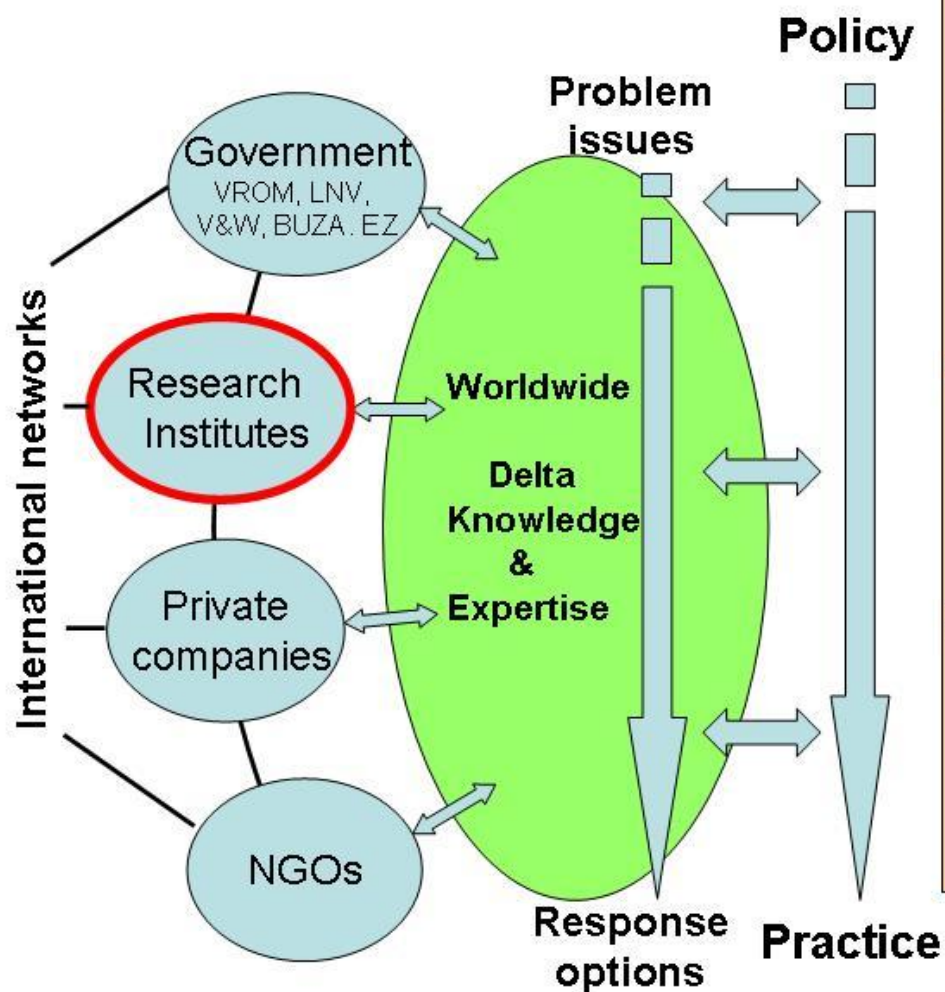 Policy
Problem
issues
Government
VROM, LNV,
V&W, BUZA. EZ
International networks
Research
Institutes
Worldwide
Delta
Knowledge
&
Expertise
Private
companies
NGOs
Response
options
Practice